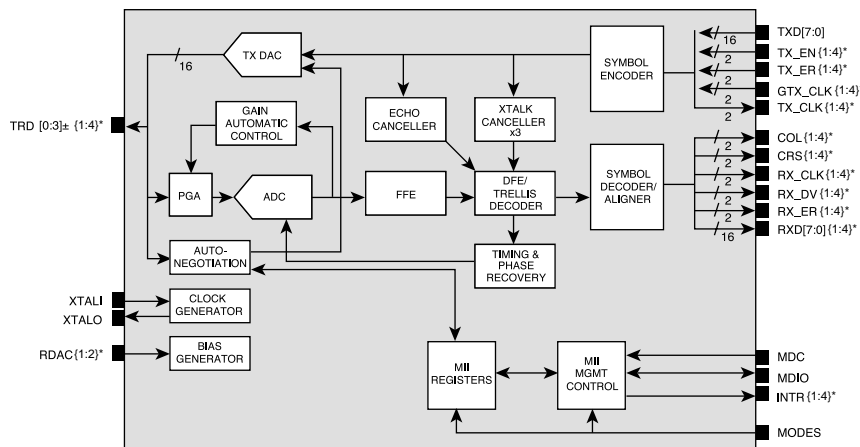 TRD [0:3]± {1:4}*
XTALI
XTALO
RDAC{1:2}*
16
TX DAC
GAIN
AUTOMATIC
CONTROL
PGA
ADC
AUTO-
NEGOTIATION
CLOCK
GENERATOR
BIAS
GENERATOR
ECHO
CANCELLER
XTALK
CANCELLER
x3
FFE
DFE/
TRELLIS
DECODER
TIMING &
PHASE
RECOVERY
SYMBOL
ENCODER
SYMBOL
DECODER/
ALIGNER
MII
REGISTERS
MII
MGMT
CONTROL
16
2
2
2
2
TXD[7:0]
TX_EN{1:4}*
TX_ER{1:4}*
GTX_CLK{1:4}
TX_CLK{1:4}*
2
2
2
2
2
16
COL{1:4}*
CRS{1:4}*
RX_CLK{1:4}*
RX_DV{1:4}*
RX_ER{1:4}*
RXD[7:0]{1:4}*
MDC
MDIO
INTR{1:4}*
MODES